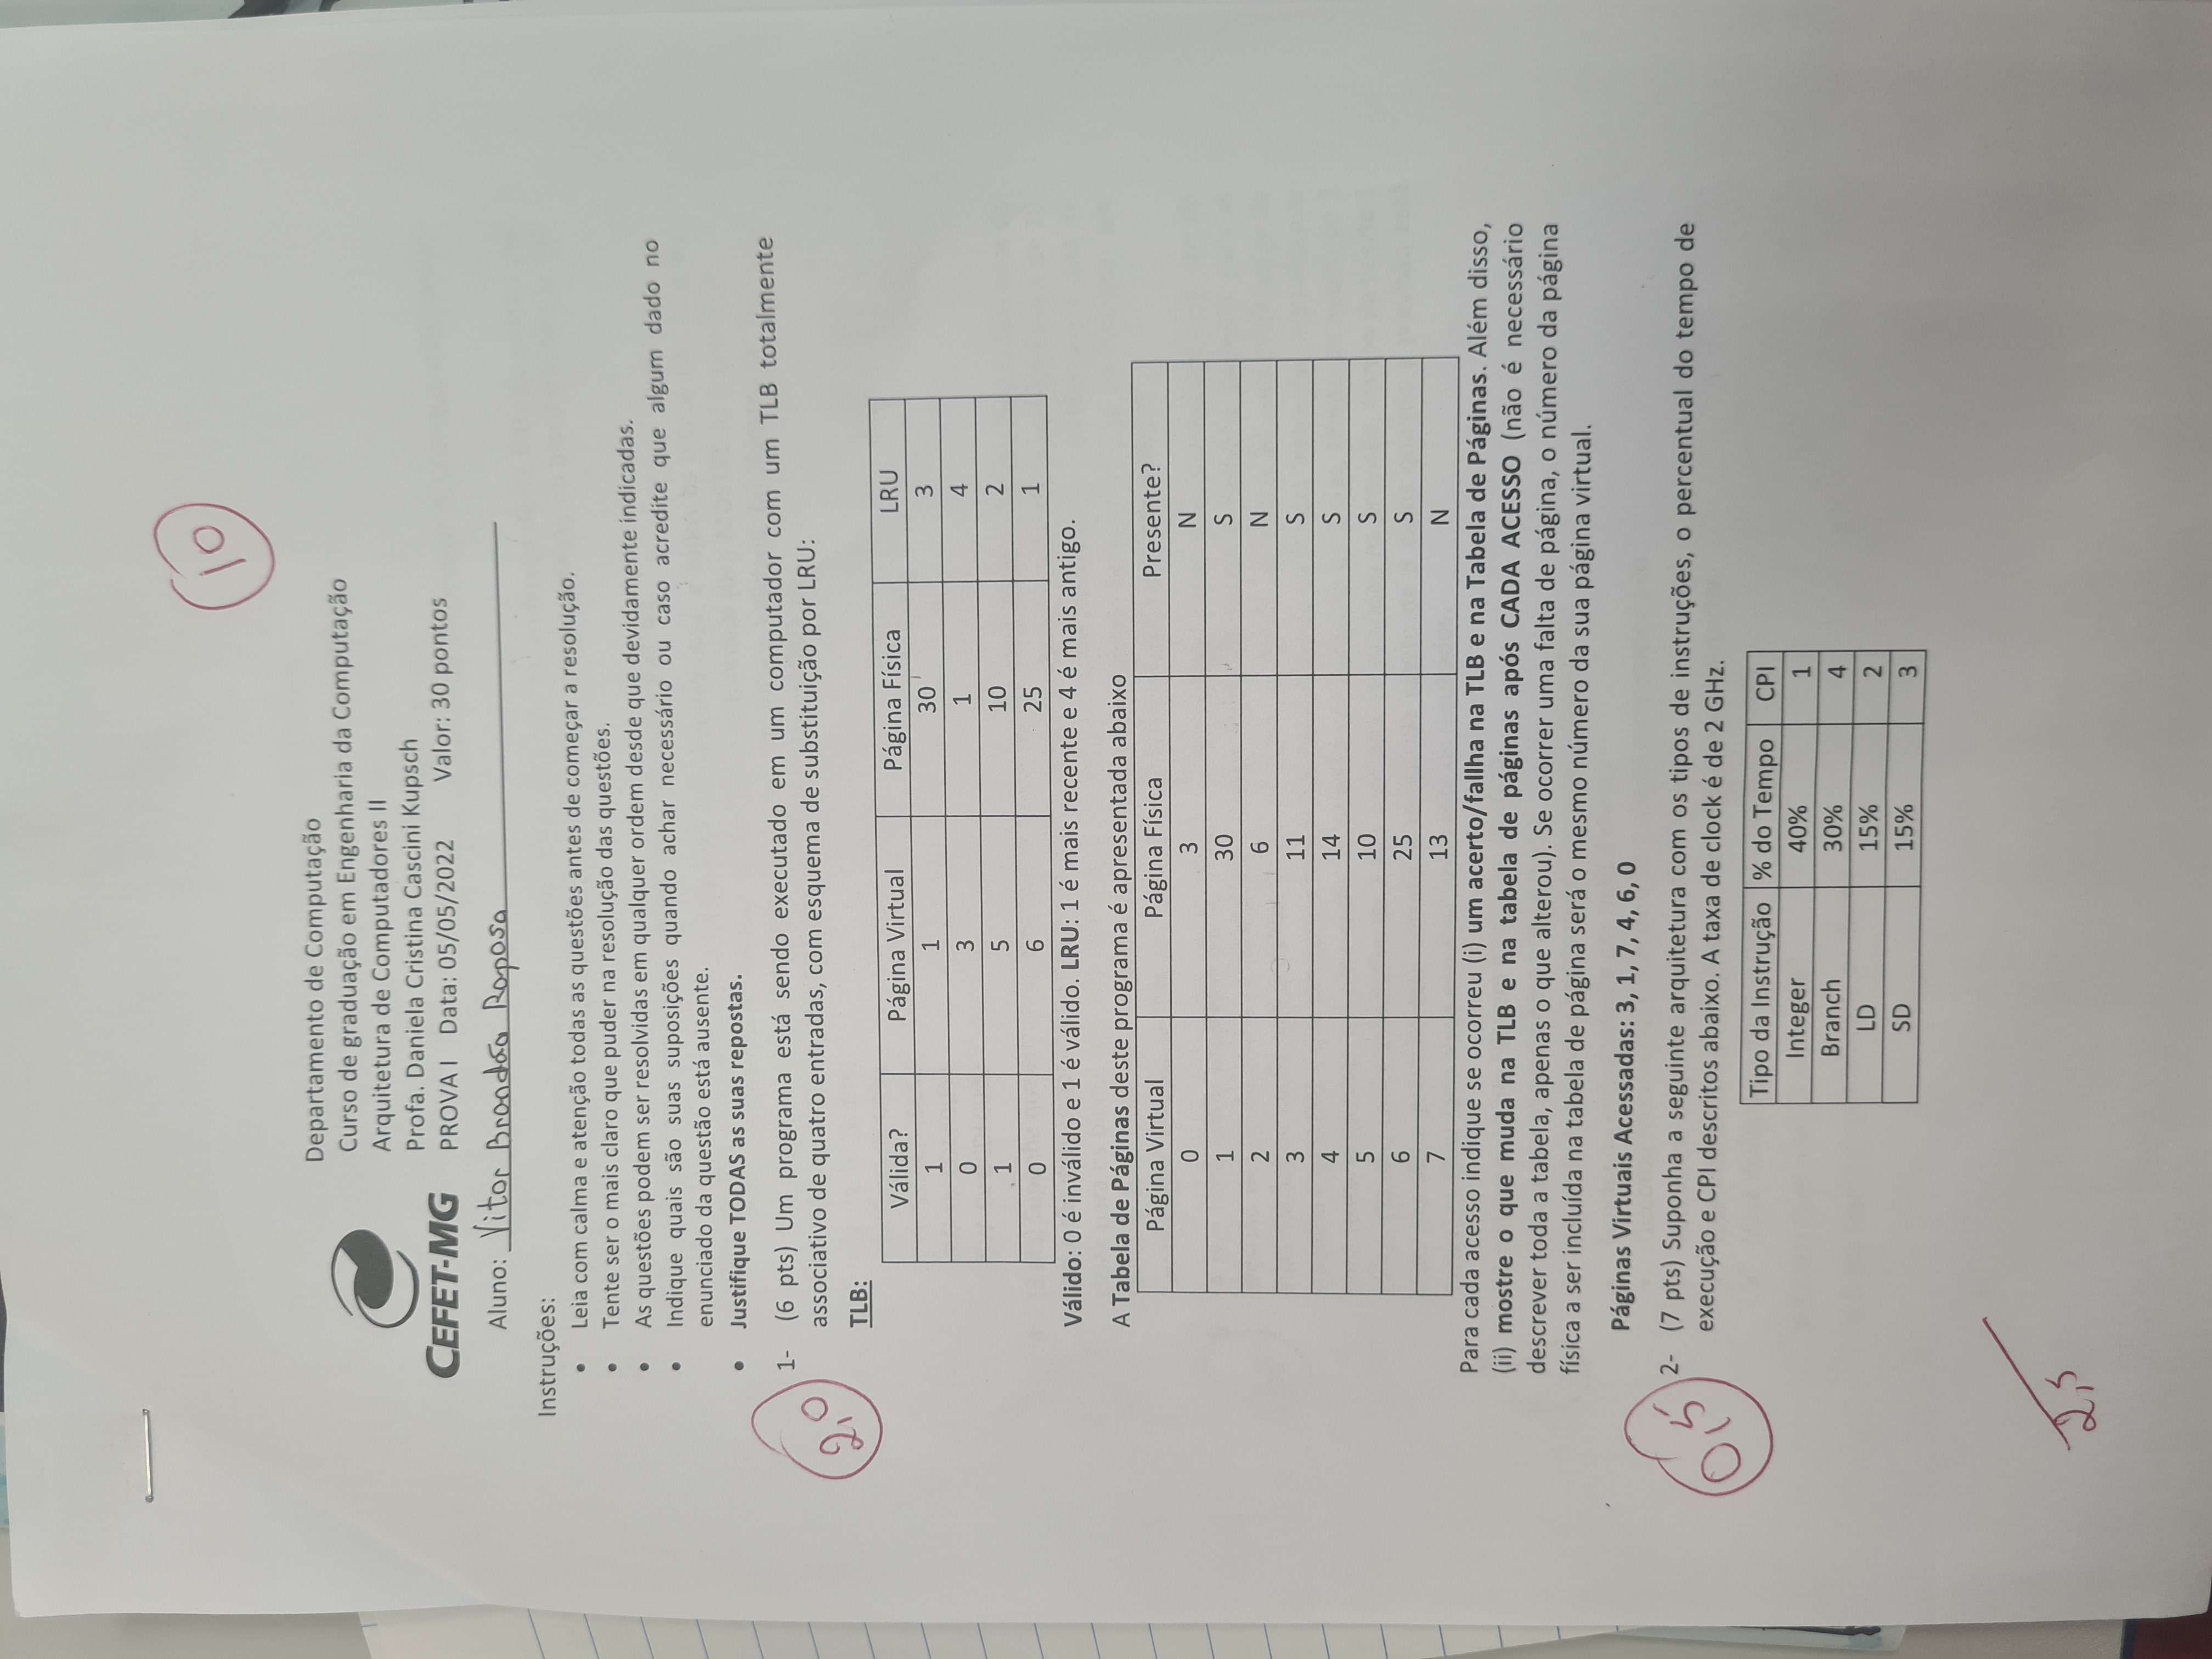 10
Departamento de Computação
Curso de graduação em Engenharia da Computação
Arquitetura de Computadores II
Profa. Daniela Cristina Cascini Kupsch
CEFET-MG PROVA I Data: 05/05/2022 Valor: 30 pontos
Aluno: Vitor Brandão Raposo
Instruções:
• Leia com calma e atenção todas as questões antes de começar a resolução.
• Tente ser o mais claro que puder na resolução das questões.
• As questões podem ser resolvidas em qualquer ordem desde que devidamente indicadas.
• Indique quais são suas suposições quando achar necessário ou caso acredite que algum dado no
enunciado da questão está ausente.
• Justifique TODAS as suas repostas.
2,0
1- (6 pts) Um programa está sendo executado em um computador com um TLB totalmente
associativo de quatro entradas, com esquema de substituição por LRU:
TLB:
Válida? Página Virtual Página Física LRU
1 1 30 3
0 3 1 4
1 5 10 2
0 6 25 1
Válido: 0 é inválido e 1 é válido. LRU: 1 é mais recente e 4 é mais antigo.
A Tabela de Páginas deste programa é apresentada abaixo
Página Virtual Página Física Presente?
0 3 N
1 30 S
2 6 N
3 11 S
4 14 S
5 10 S
6 25 S
7 13 N
Para cada acesso indique se ocorreu (i) um acerto/fallha na TLB e na Tabela de Páginas. Além disso,
(ii) mostre o que muda na TLB e na tabela de páginas após CADA ACESSO (não é necessário
descrever toda a tabela, apenas o que alterou). Se ocorrer uma falta de página, o número da página
física a ser incluída na tabela de página será o mesmo número da sua página virtual.
Páginas Virtuais Acessadas: 3, 1, 7, 4, 6, 0
0,5
2- (7 pts) Suponha a seguinte arquitetura com os tipos de instruções, o percentual do tempo de
execução e CPI descritos abaixo. A taxa de clock é de 2 GHz.
Tipo da Instrução % do Tempo CPI
Integer 40% 1
Branch 30% 4
LD 15% 2
SD 15% 3
2,5